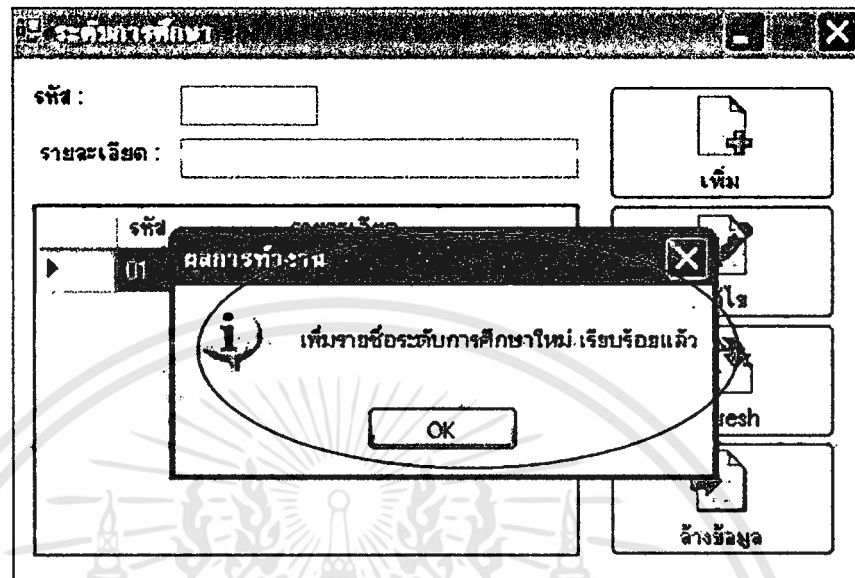 ระดับการศึกษา
รหัส :
รายละเอียด :
เพิ่ม
รหัส
01
ผลการทำงาน
เพิ่มรายชื่อระดับการศึกษาใหม่ เรียบร้อยแล้ว
OK
ล้างข้อมูล